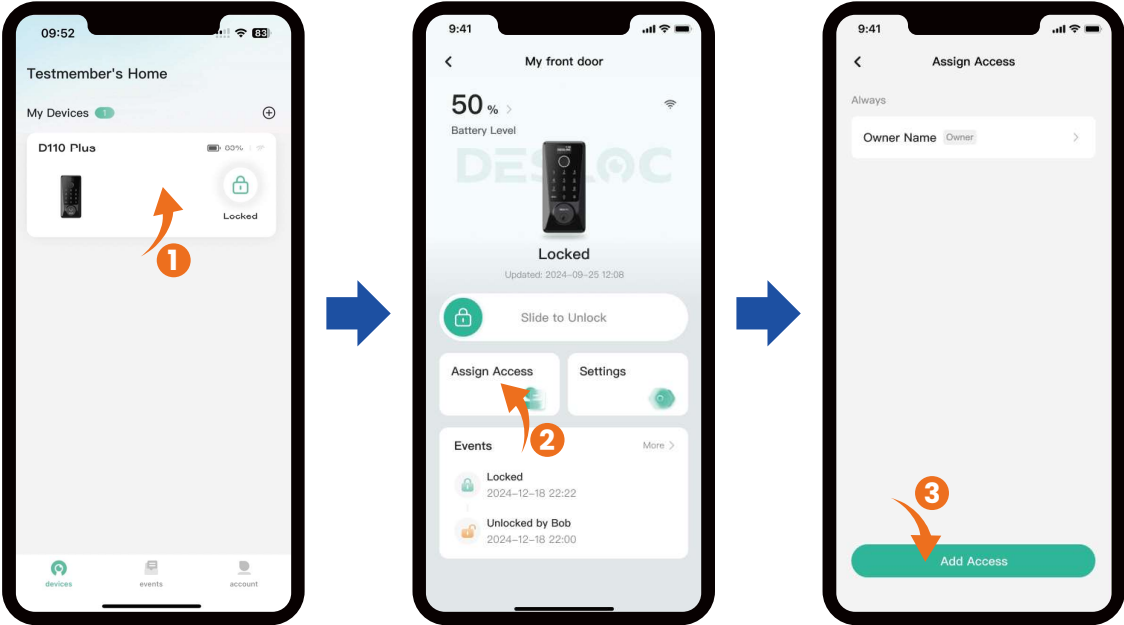 09:52
83
Testmember's Home
My Devices 1
D110 Plus
Locked
1
devices events account
9:41
My front door
50 %
Battery Level
DESLOC
Locked
Updated: 2024-09-25 12:08
Slide to Unlock
Assign Access
Settings
2
Events
More
Locked
2024-12-18 22:22
Unlocked by Bob
2024-12-18 22:00
9:41
Assign Access
Always
Owner Name Owner
3
Add Access